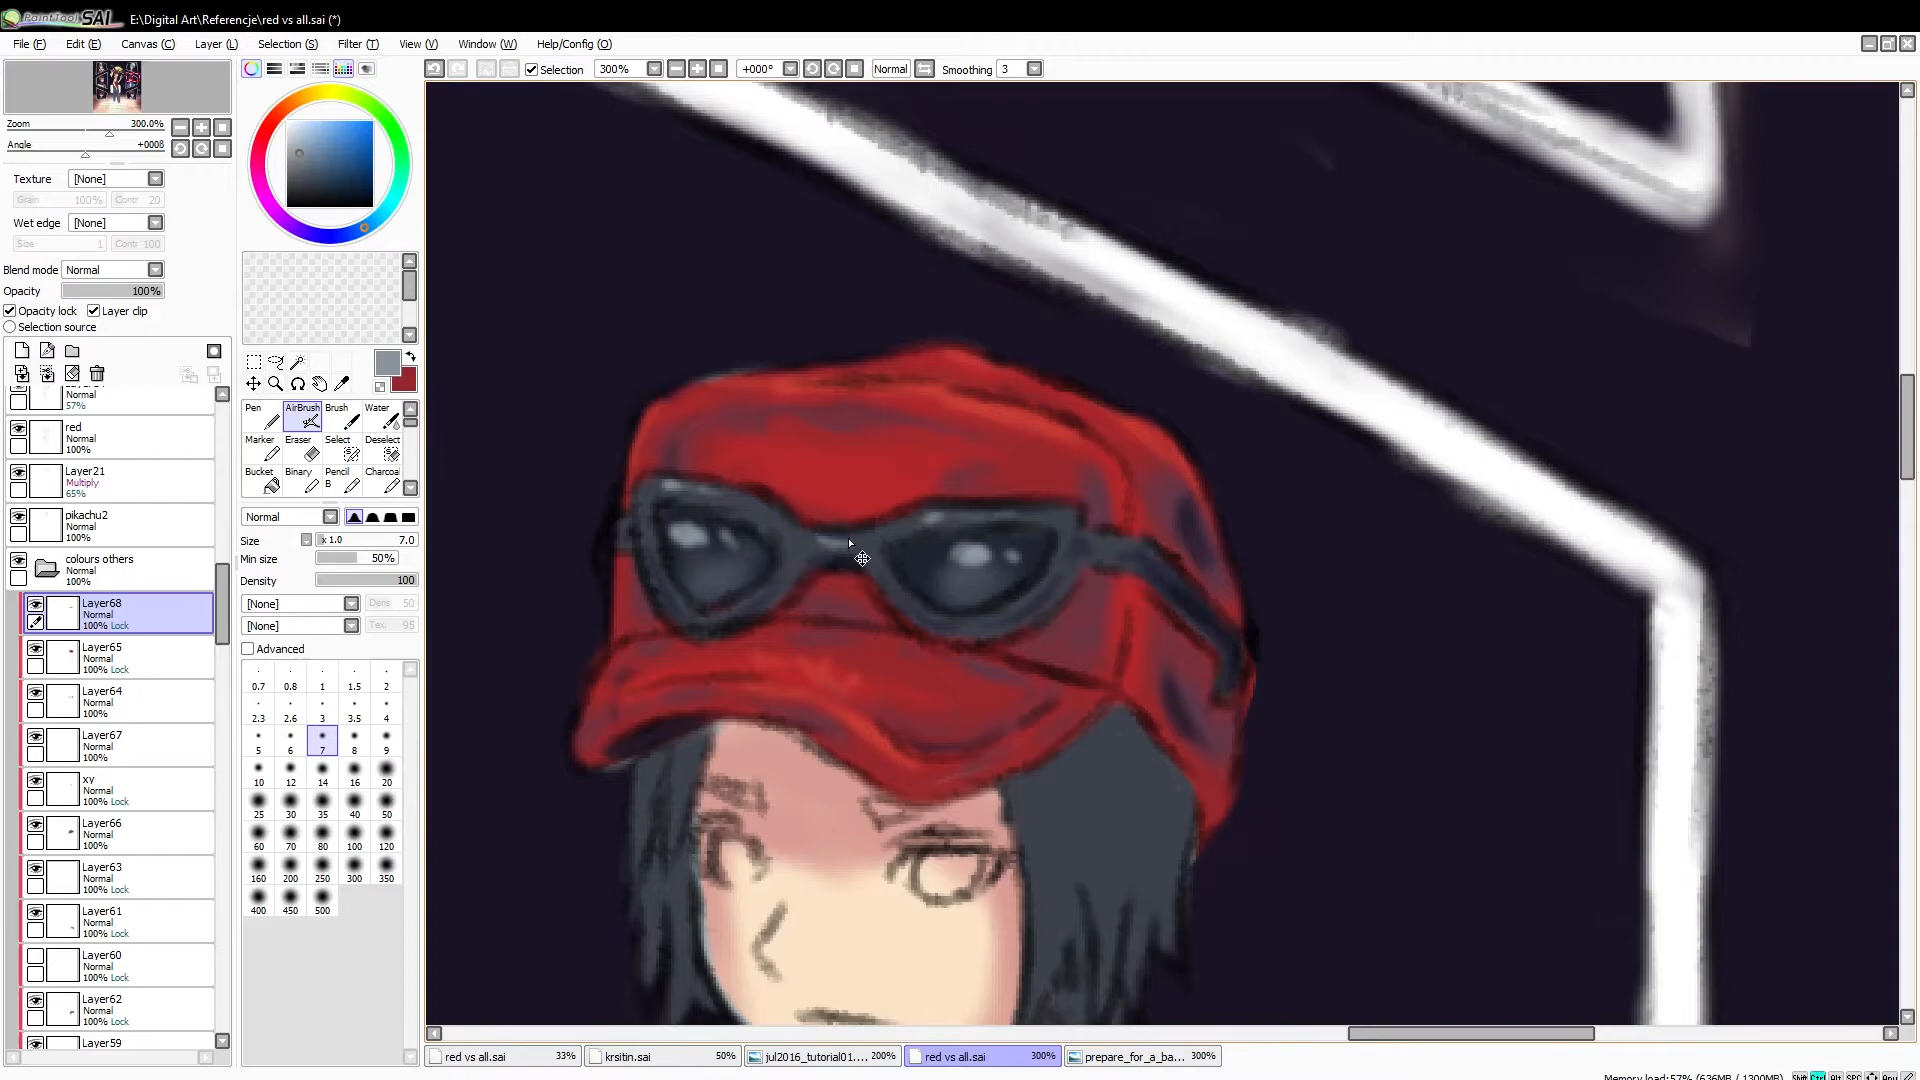 PaintTool SAI E:\Digital Art\Referencje\red vs all.sai (*)
File (F) Edit (E) Canvas (C) Layer (L) Selection (S) Filter (T) View (V) Window (W) Help/Config (O)
Selection 300% +000° Normal Smoothing 3
Zoom 300.0%
Angle +000ø
Texture [None]
Grain 100% Contr 20
Wet edge [None]
Size 1 Contr 100
Blend mode Normal
Opacity 100%
Opacity lock Layer clip
Selection source
Normal
57%
red
Normal
100%
Layer21
Multiply
65%
pikachu2
Normal
100%
colours others
Normal
100%
Layer68
Normal
100% Lock
Layer65
Normal
100% Lock
Layer64
Normal
100%
Layer67
Normal
100%
xy
Normal
100% Lock
Layer66
Normal
100%
Layer63
Normal
100% Lock
Layer61
Normal
100% Lock
Layer60
Normal
100% Lock
Layer62
Normal
100% Lock
Layer59
Pen AirBrush Brush Water
Marker Eraser Select Deselect
Bucket Binary Pencil Charcoal
B
Normal
Size x 1.0 7.0
Min size 50%
Density 100
[None] Dens 50
[None] Tex. 95
Advanced
0.7 0.8 1 1.5 2
2.3 2.6 3 3.5 4
5 6 7 8 9
10 12 14 16 20
25 30 35 40 50
60 70 80 100 120
160 200 250 300 350
400 450 500
red vs all.sai 33% krsitin.sai 50% jul2016_tutorial01.... 200% red vs all.sai 300% prepare_for_a_ba... 300%
Memory load:57% (636MB / 1300MB) Shift Ctrl Alt SPC Any